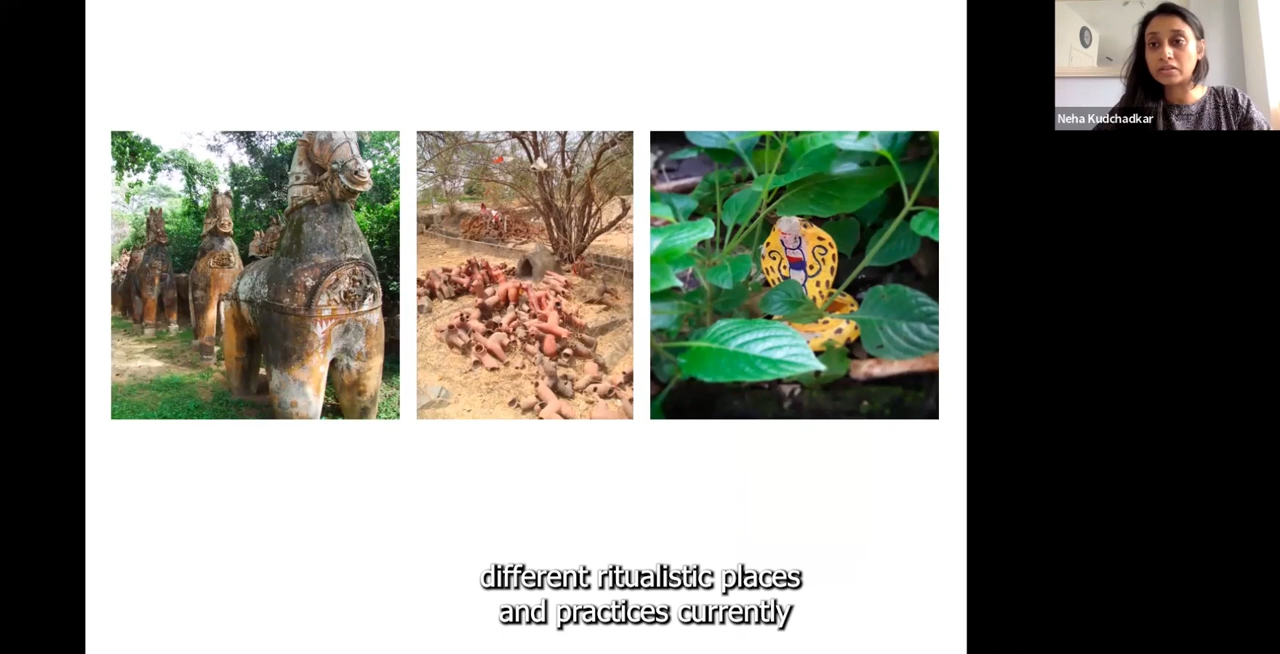 Neha Kudchadkar
different ritualistic places
and practices currently